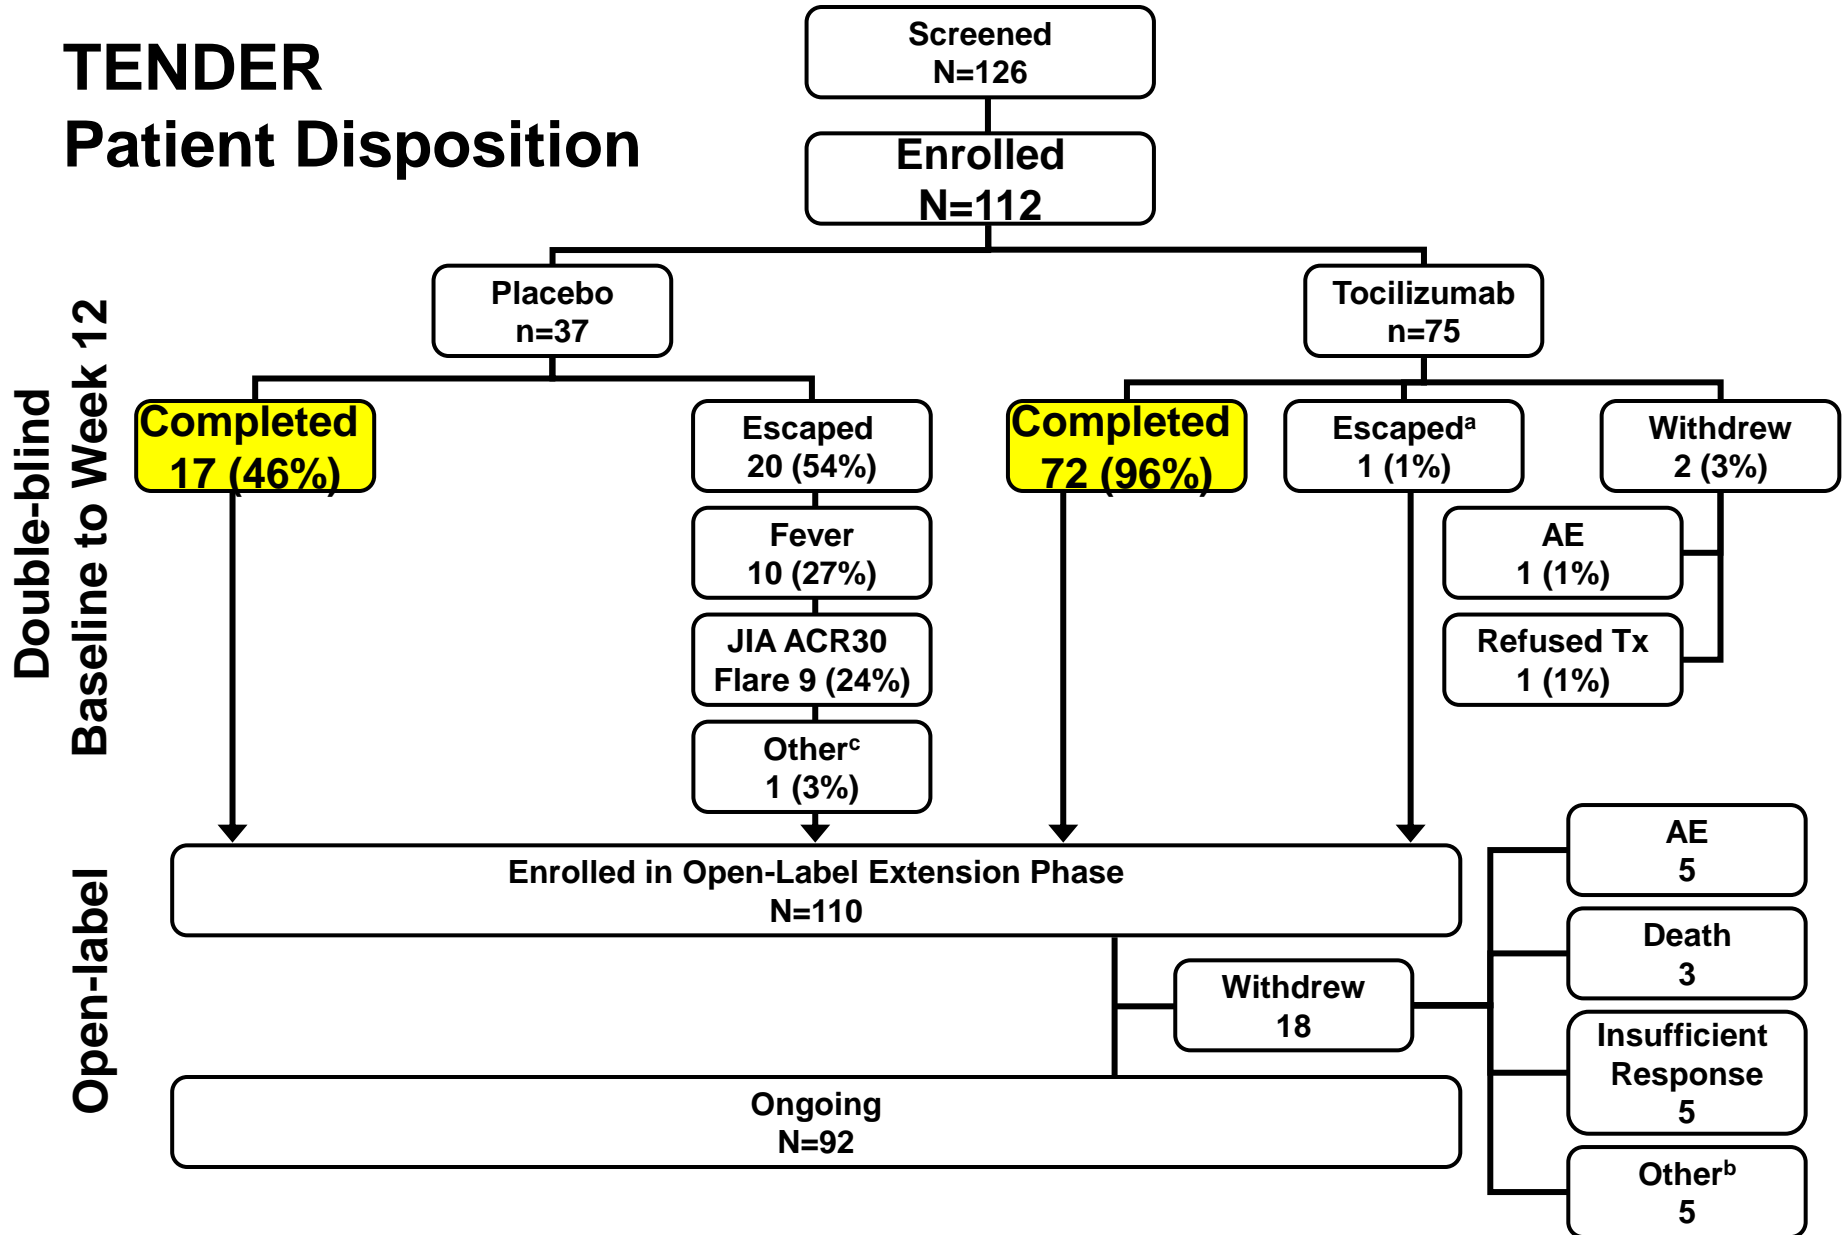 TENDER
Patient Disposition
Screened
N=126
Enrolled
N=112
Double-blind
Baseline to Week 12
Placebo
n=37
Tocilizumab
n=75
Completed
17 (46%)
Escaped
20 (54%)
Completed
72 (96%)
Escapedᵃ
1 (1%)
Withdrew
2 (3%)
Fever
10 (27%)
AE
1 (1%)
JIA ACR30
Flare 9 (24%)
Refused Tx
1 (1%)
Otherᶜ
1 (3%)
Open-label
Enrolled in Open-Label Extension Phase
N=110
Withdrew
18
AE
5
Death
3
Insufficient
Response
5
Otherᵇ
5
Ongoing
N=92